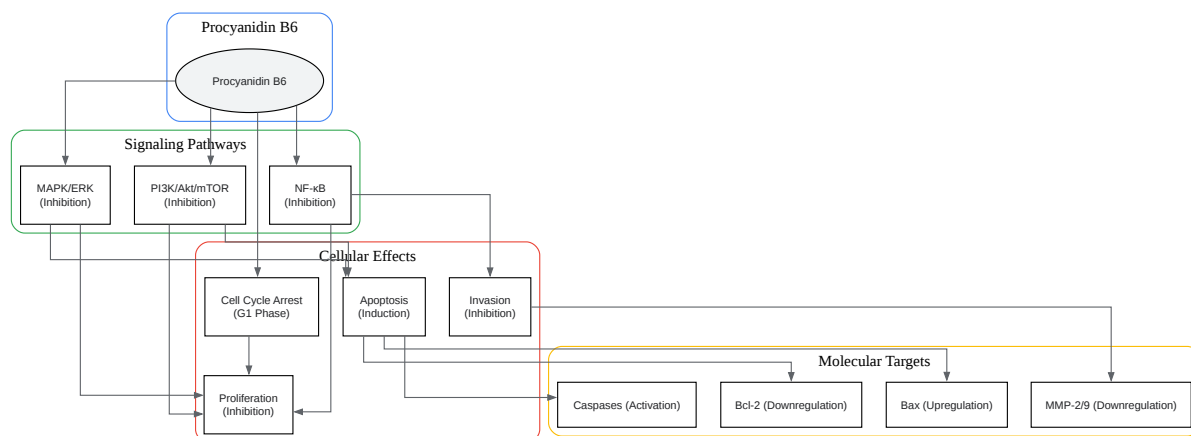 Procyanidin B6
Procyanidin B6
Signaling Pathways
MAPK/ERK
(Inhibition)
PI3K/Akt/mTOR
(Inhibition)
NF-κB
(Inhibition)
Cellular Effects
Cell Cycle Arrest
(G1 Phase)
Apoptosis
(Induction)
Invasion
(Inhibition)
Proliferation
(Inhibition)
Molecular Targets
Caspases (Activation)
Bcl-2 (Downregulation)
Bax (Upregulation)
MMP-2/9 (Downregulation)